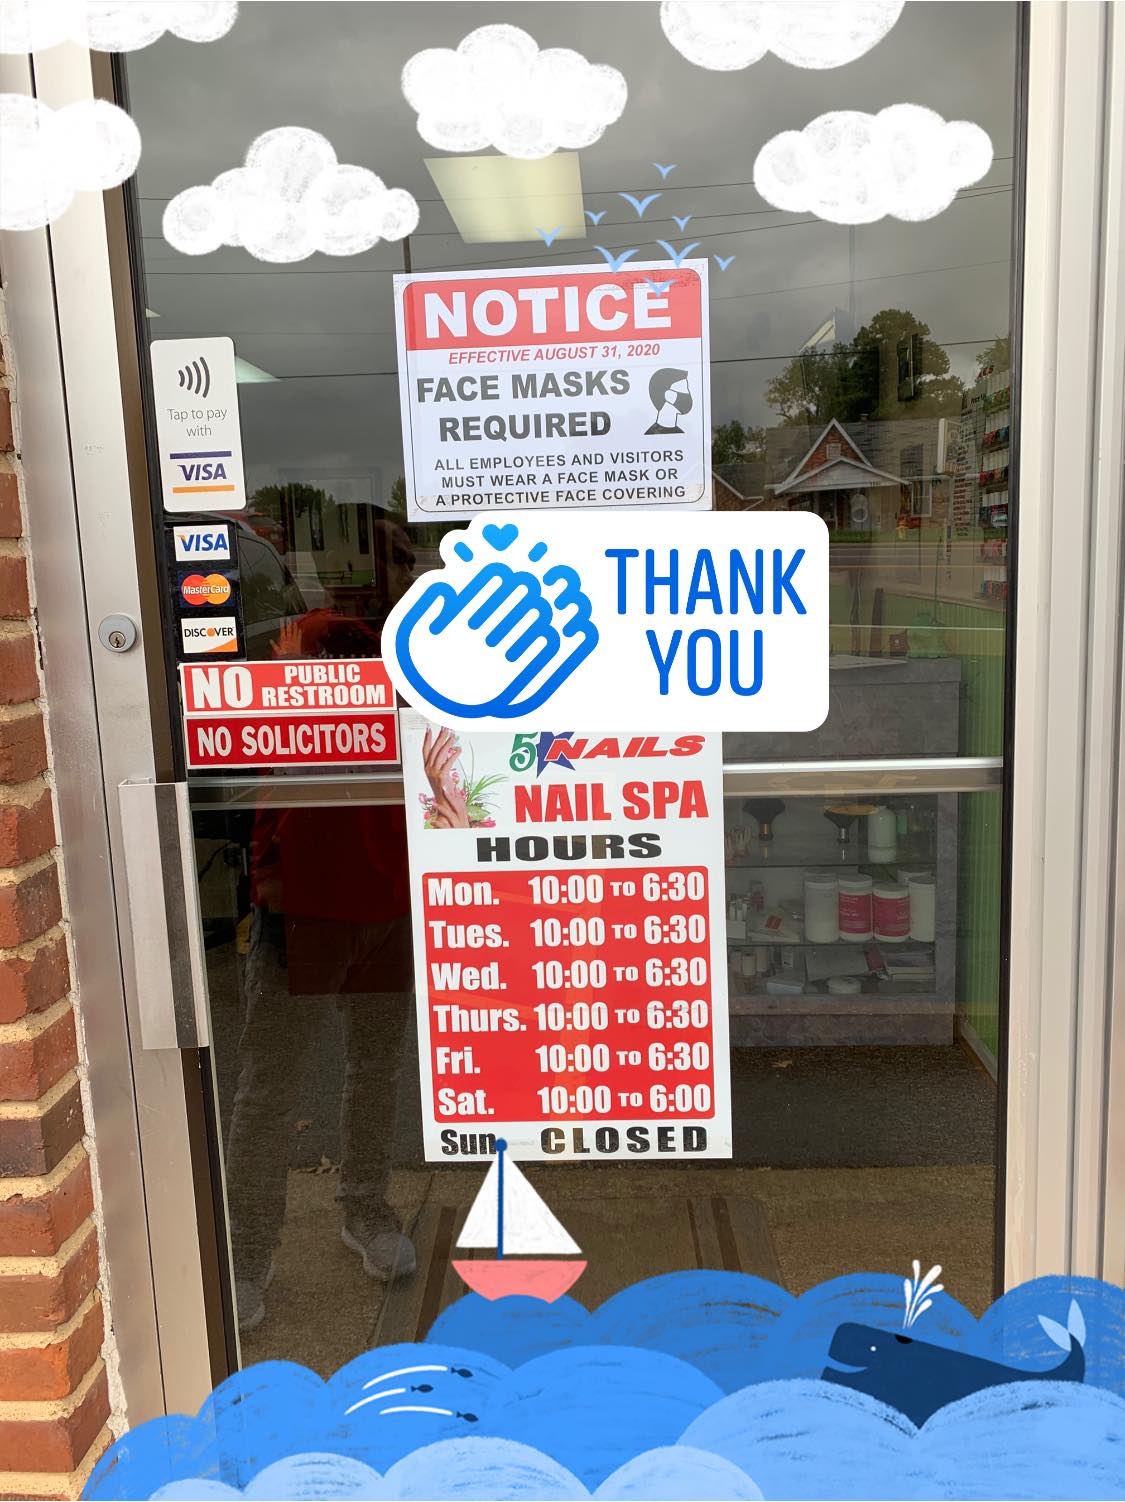 NOTICE
EFFECTIVE AUGUST 31, 2020
FACE MASKS
REQUIRED
ALL EMPLOYEES AND VISITORS
MUST WEAR A FACE MASK OR
A PROTECTIVE FACE COVERING
Tap to pay
with
VISA
VISA
MasterCard
DISCOVER
NO PUBLIC
RESTROOM
NO SOLICITORS
THANK
YOU
5 NAILS
NAIL SPA
HOURS
Mon. 10:00 TO 6:30
Tues. 10:00 TO 6:30
Wed. 10:00 TO 6:30
Thurs. 10:00 TO 6:30
Fri. 10:00 TO 6:30
Sat. 10:00 TO 6:00
Sun. CLOSED